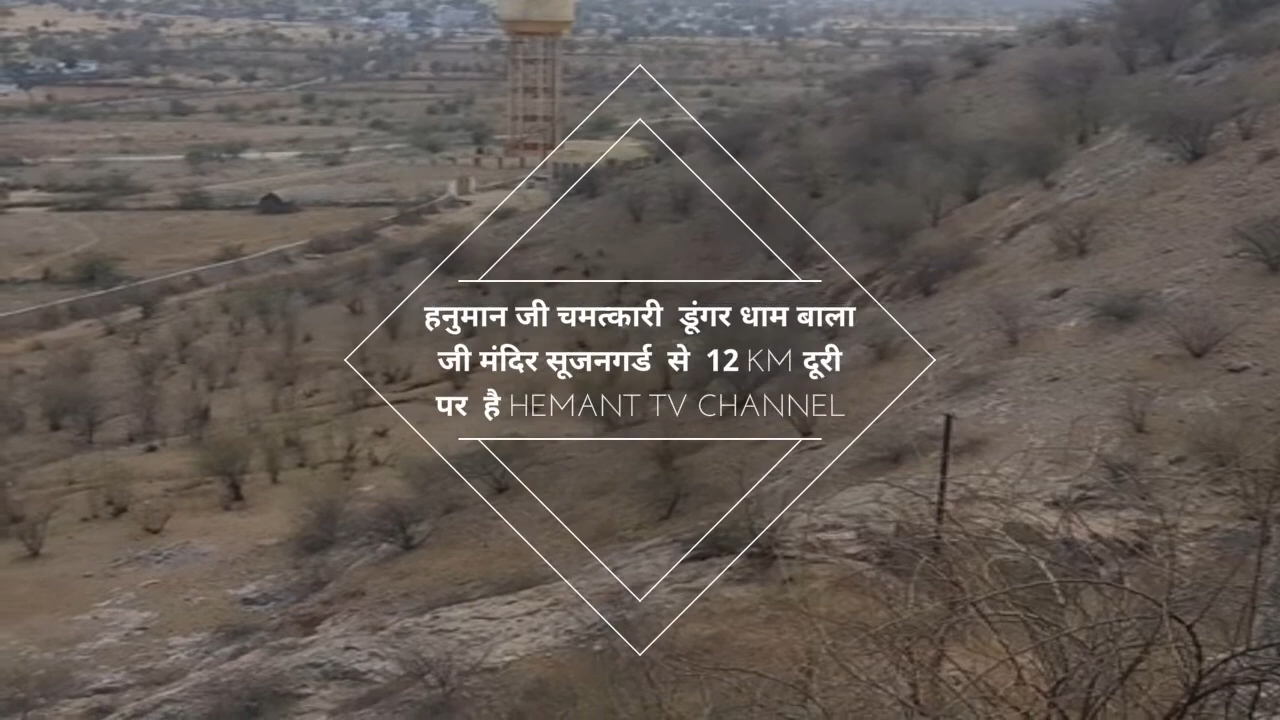 हनुमान जी चमत्कारी डूंगर धाम बाला
जी मंदिर सूजनगर्ड से 12 KM दूरी
पर है HEMANT TV CHANNEL